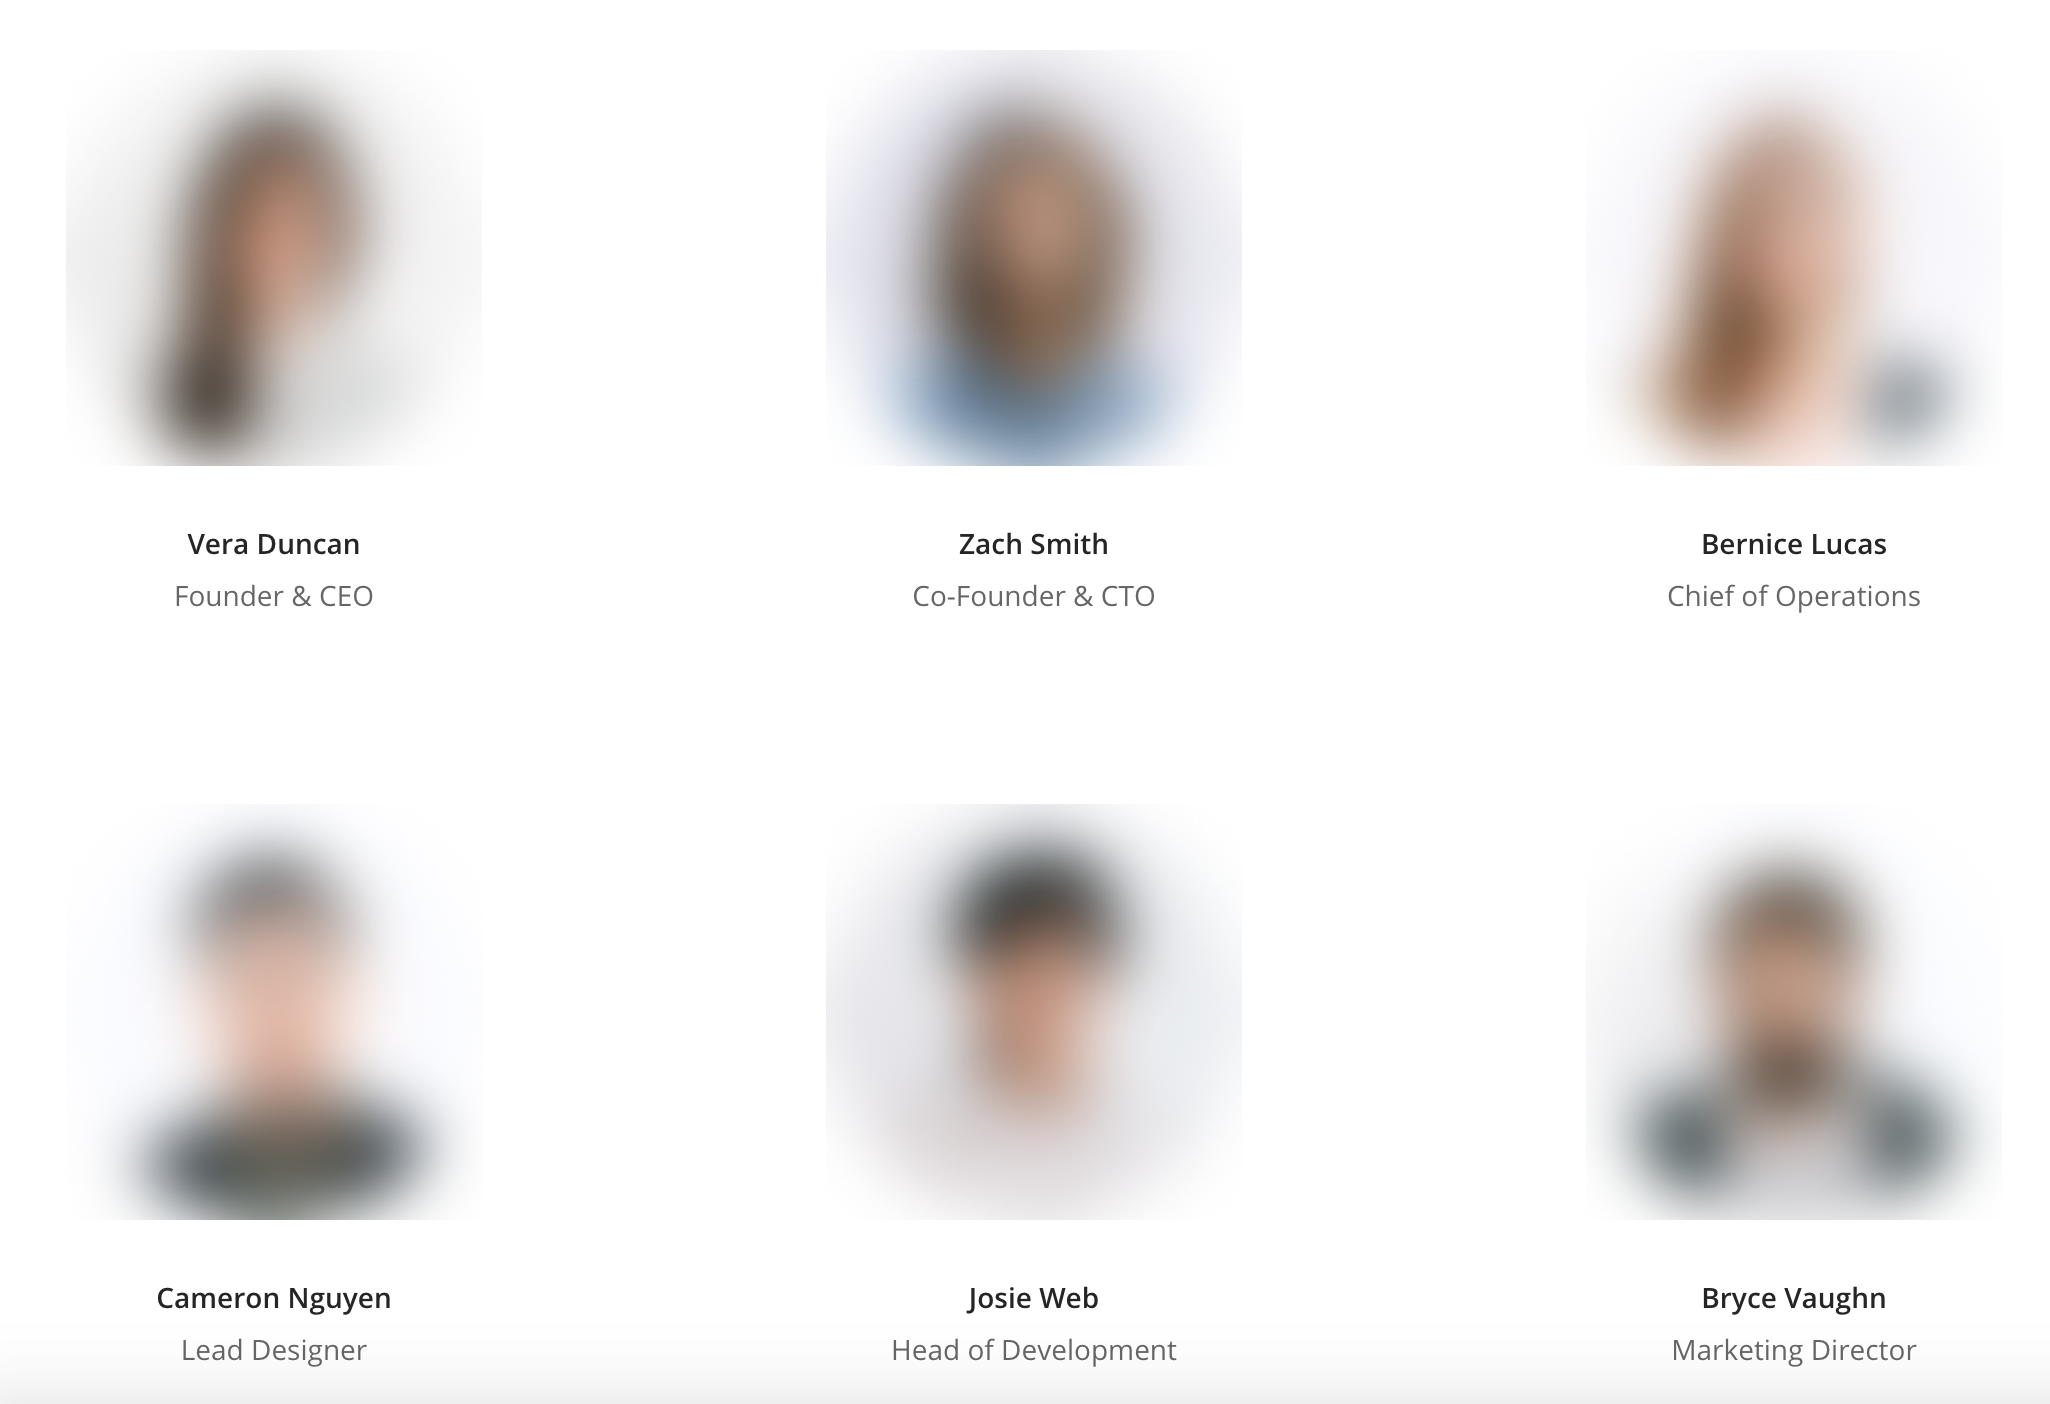 Vera Duncan
Founder & CEO
Zach Smith
Co-Founder & CTO
Bernice Lucas
Chief of Operations
Cameron Nguyen
Lead Designer
Josie Web
Head of Development
Bryce Vaughn
Marketing Director